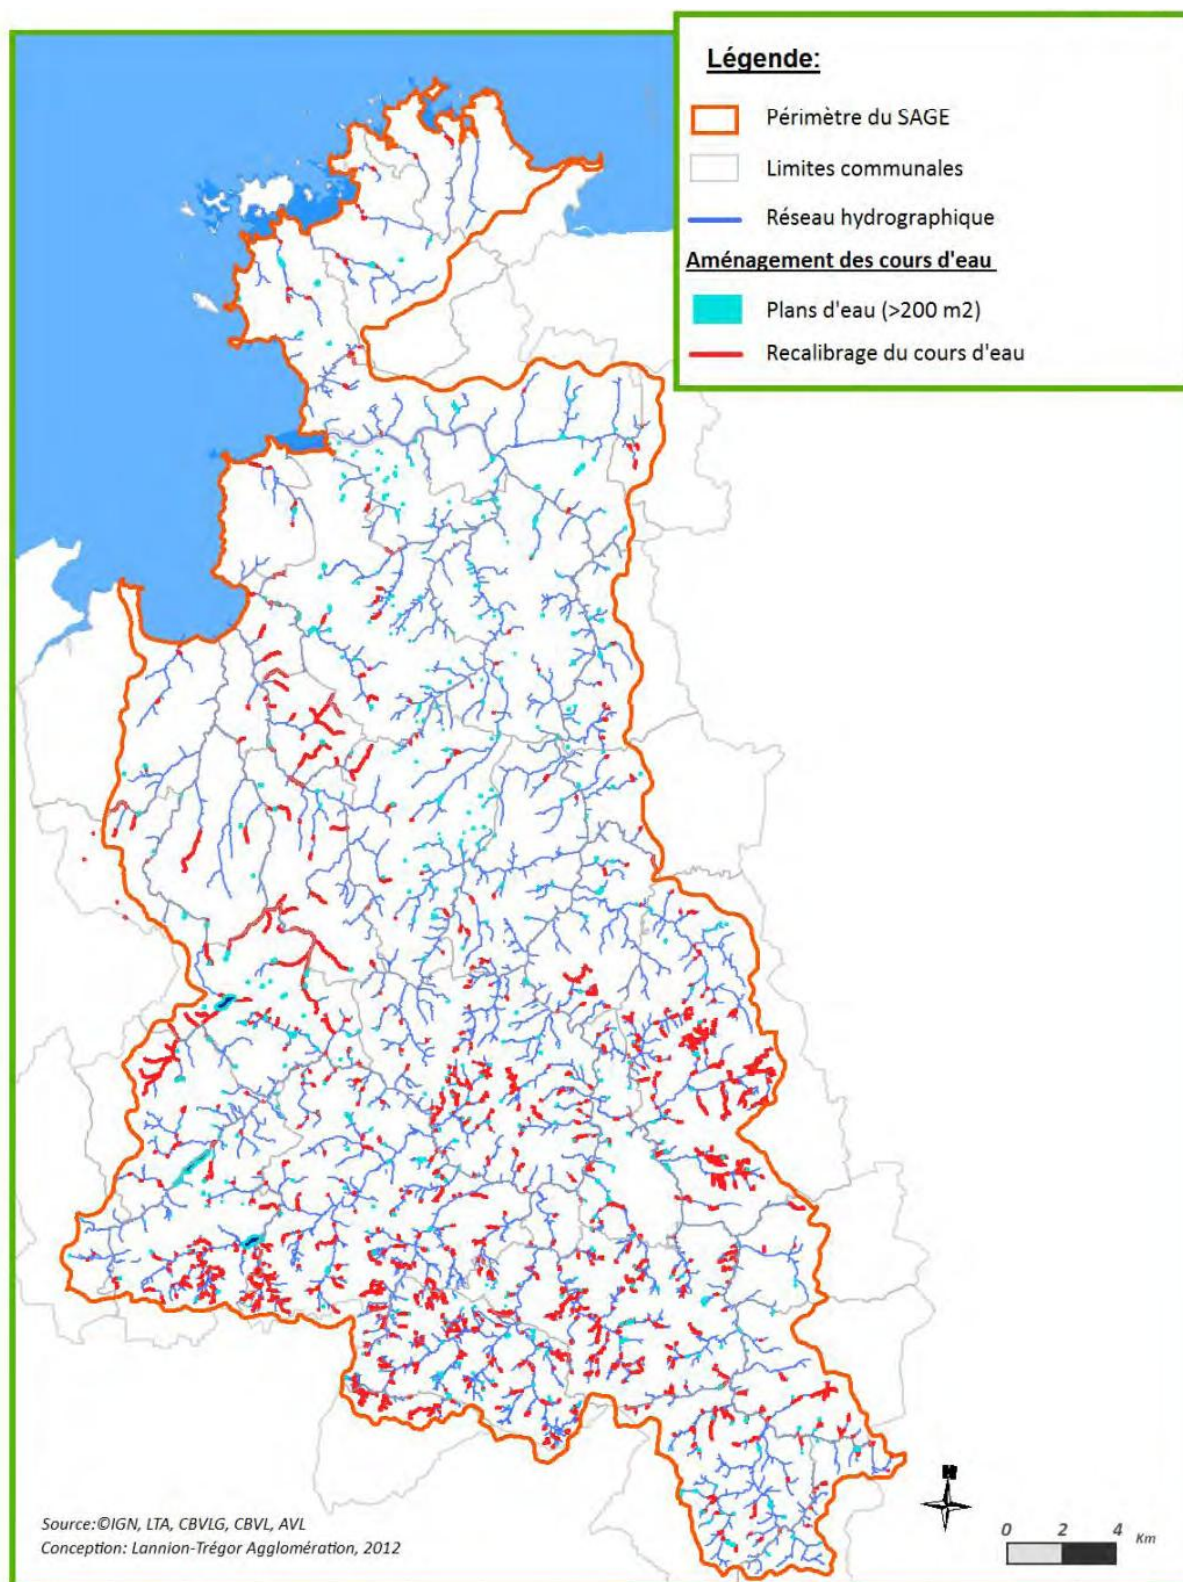 Légende:
Périmètre du SAGE
Limites communales
Réseau hydrographique
Aménagement des cours d'eau
Plans d'eau (>200 m2)
Recalibrage du cours d'eau
N
0 2 4 Km
Source:©IGN, LTA, CBVLG, CBVL, AVL
Conception: Lannion-Trégor Agglomération, 2012